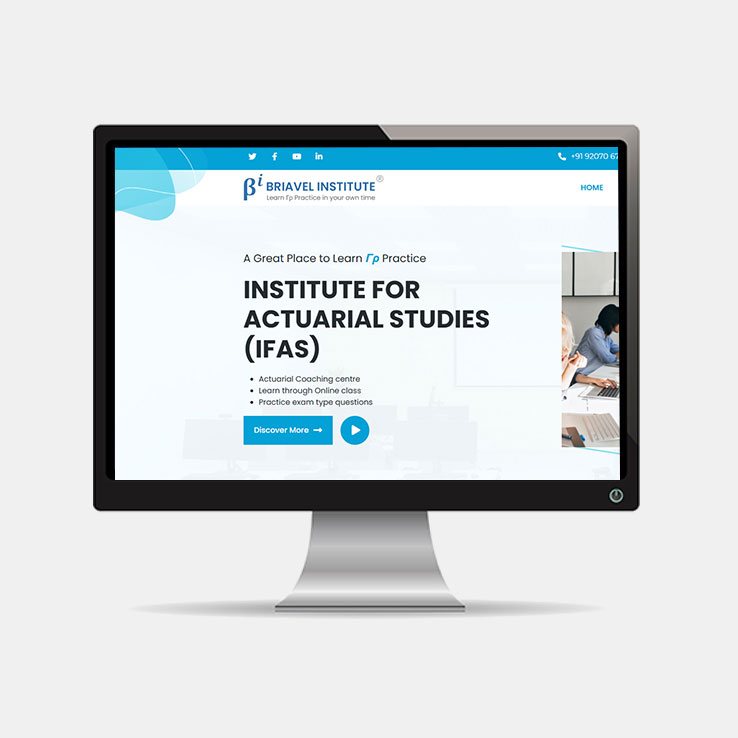 +91 92070 67
βi BRIAVEL INSTITUTE®
Learn Γρ Practice in your own time
HOME
A Great Place to Learn Γρ Practice
INSTITUTE FOR
ACTUARIAL STUDIES
(IFAS)
Actuarial Coaching centre
Learn through Online class
Practice exam type questions
Discover More →